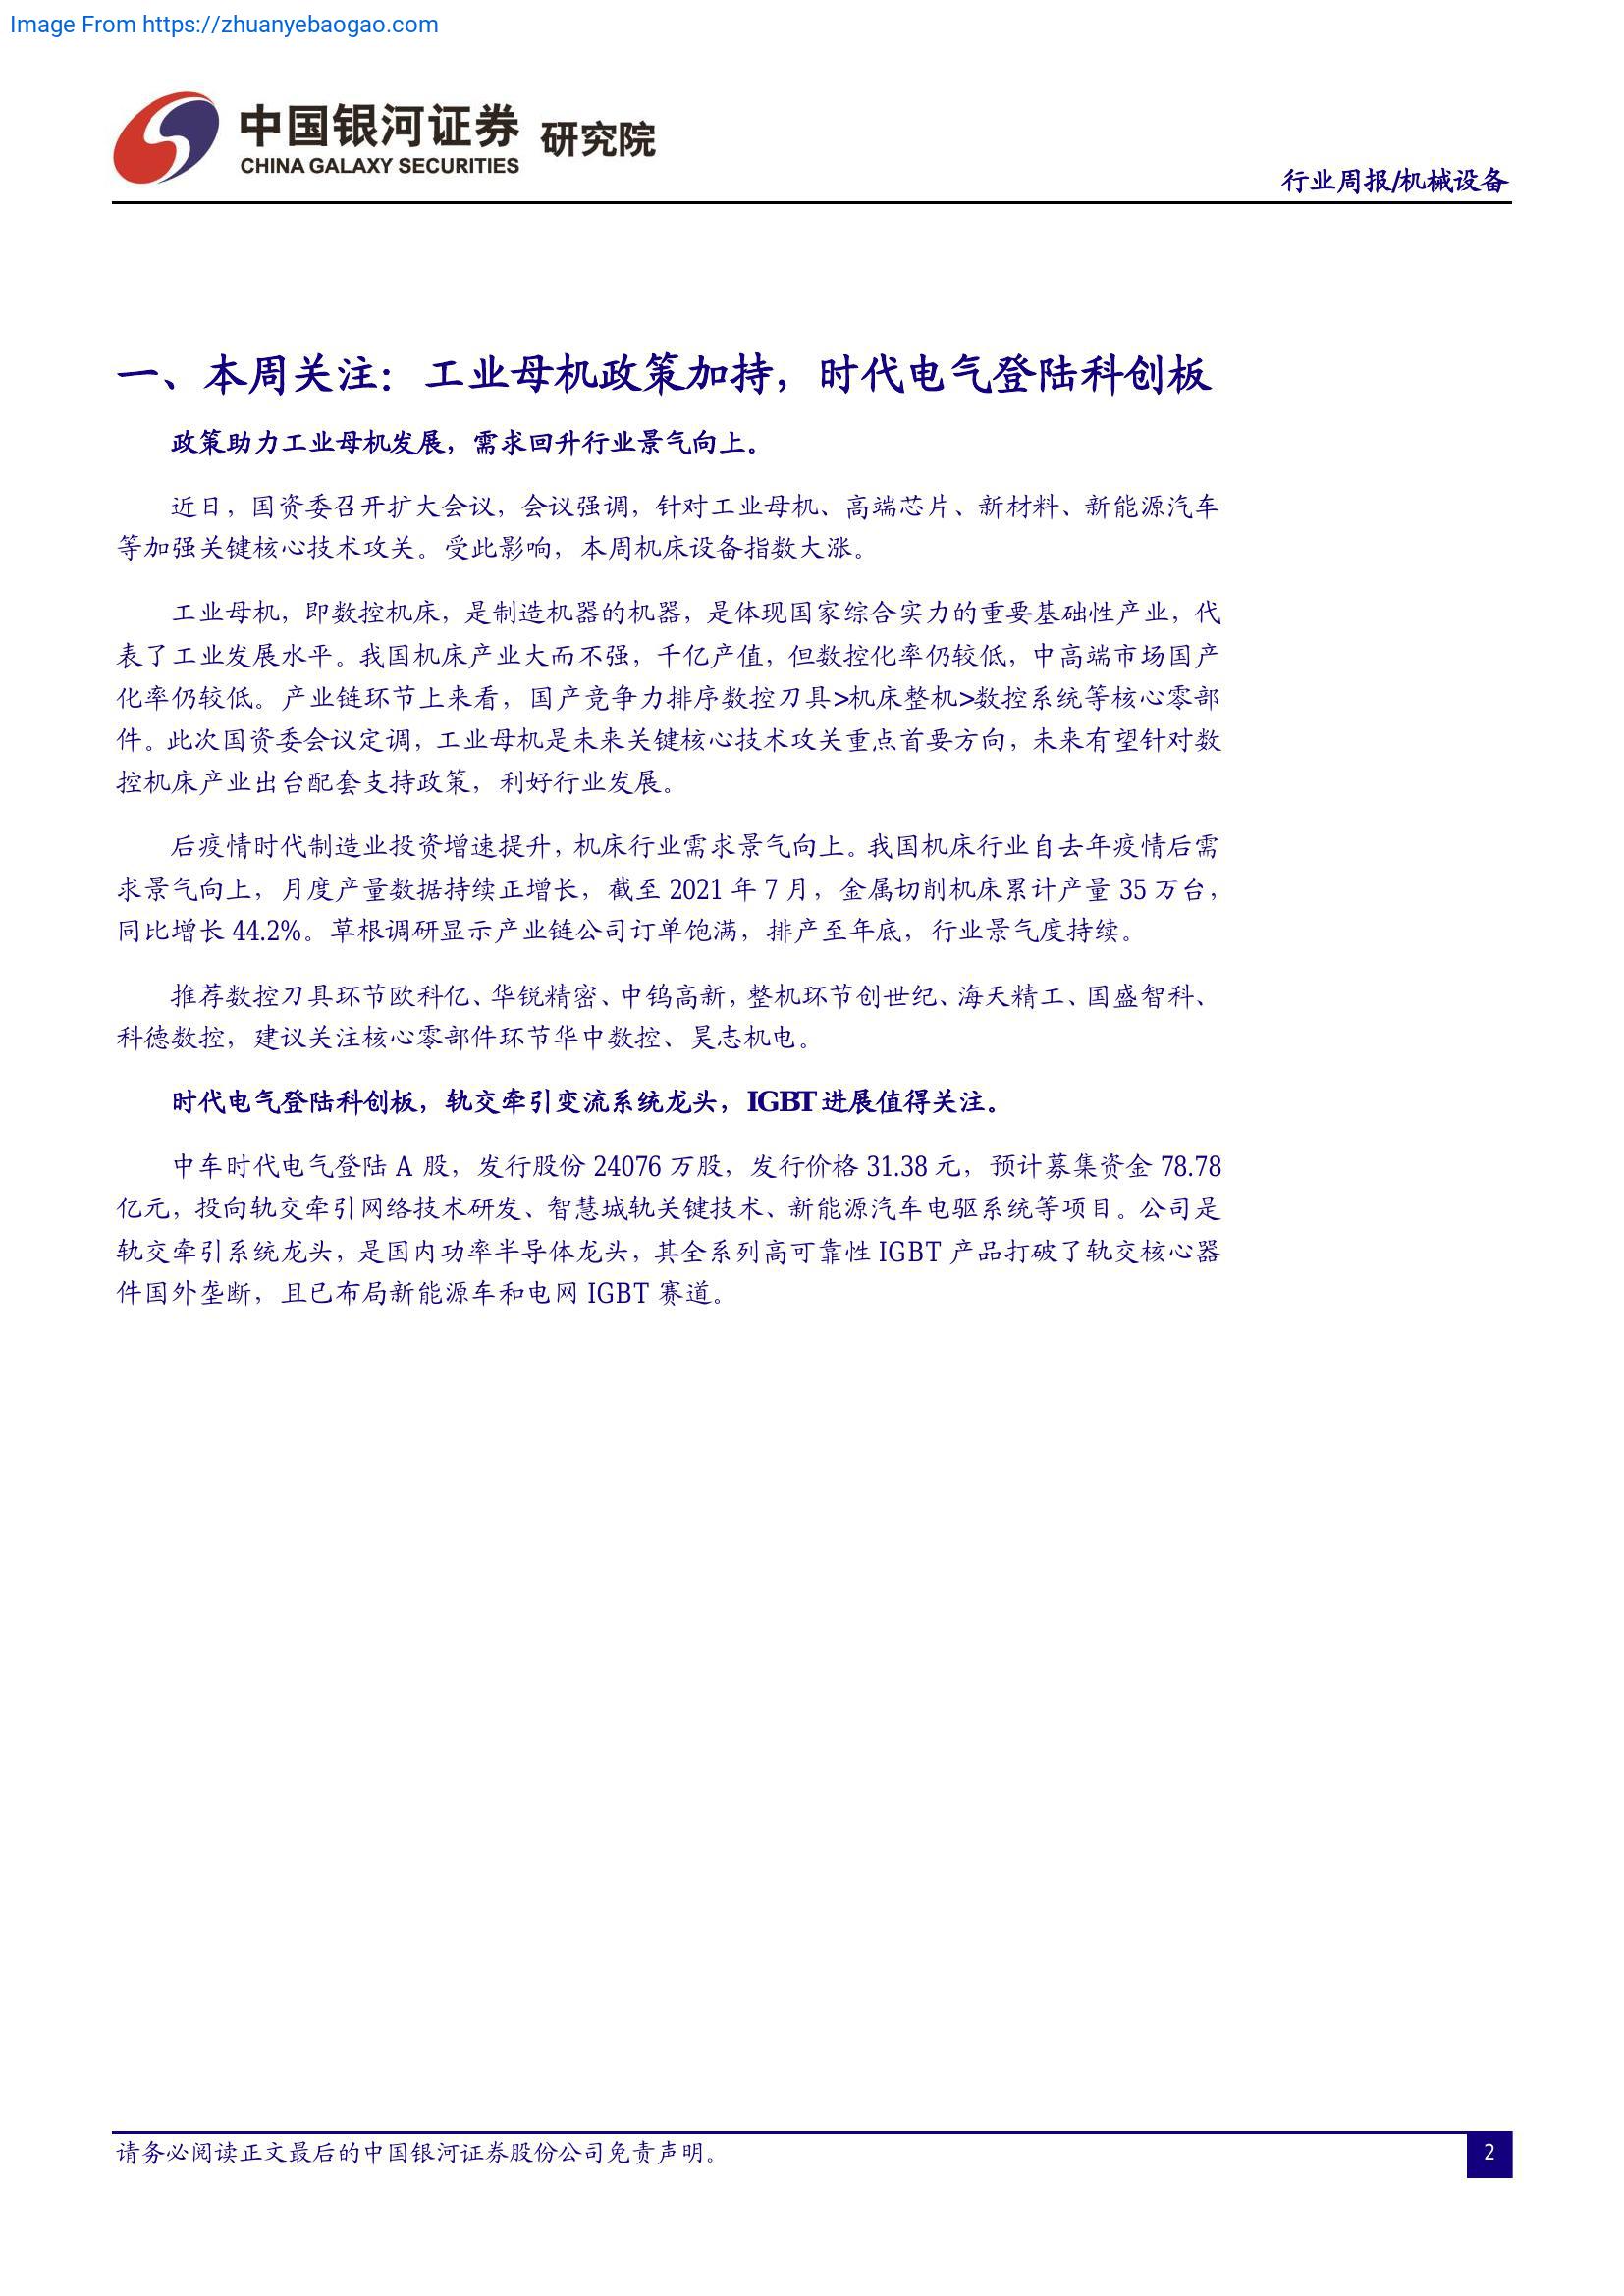 Image From https://zhuanyebaogao.com
中国银河证券 研究院
CHINA GALAXY SECURITIES
行业周报/机械设备
一、本周关注：工业母机政策加持，时代电气登陆科创板
政策助力工业母机发展，需求回升行业景气向上。
近日，国资委召开扩大会议，会议强调，针对工业母机、高端芯片、新材料、新能源汽车
等加强关键核心技术攻关。受此影响，本周机床设备指数大涨。
工业母机，即数控机床，是制造机器的机器，是体现国家综合实力的重要基础性产业，代
表了工业发展水平。我国机床产业大而不强，千亿产值，但数控化率仍较低，中高端市场国产
化率仍较低。产业链环节上来看，国产竞争力排序数控刀具>机床整机>数控系统等核心零部
件。此次国资委会议定调，工业母机是未来关键核心技术攻关重点首要方向，未来有望针对数
控机床产业出台配套支持政策，利好行业发展。
后疫情时代制造业投资增速提升，机床行业需求景气向上。我国机床行业自去年疫情后需
求景气向上，月度产量数据持续正增长，截至 2021 年 7 月，金属切削机床累计产量 35 万台，
同比增长 44.2%。草根调研显示产业链公司订单饱满，排产至年底，行业景气度持续。
推荐数控刀具环节欧科亿、华锐精密、中钨高新，整机环节创世纪、海天精工、国盛智科、
科德数控，建议关注核心零部件环节华中数控、昊志机电。
时代电气登陆科创板，轨交牵引变流系统龙头，IGBT 进展值得关注。
中车时代电气登陆 A 股，发行股份 24076 万股，发行价格 31.38 元，预计募集资金 78.78
亿元，投向轨交牵引网络技术研发、智慧城轨关键技术、新能源汽车电驱系统等项目。公司是
轨交牵引系统龙头，是国内功率半导体龙头，其全系列高可靠性 IGBT 产品打破了轨交核心器
件国外垄断，且已布局新能源车和电网 IGBT 赛道。
请务必阅读正文最后的中国银河证券股份公司免责声明。
2